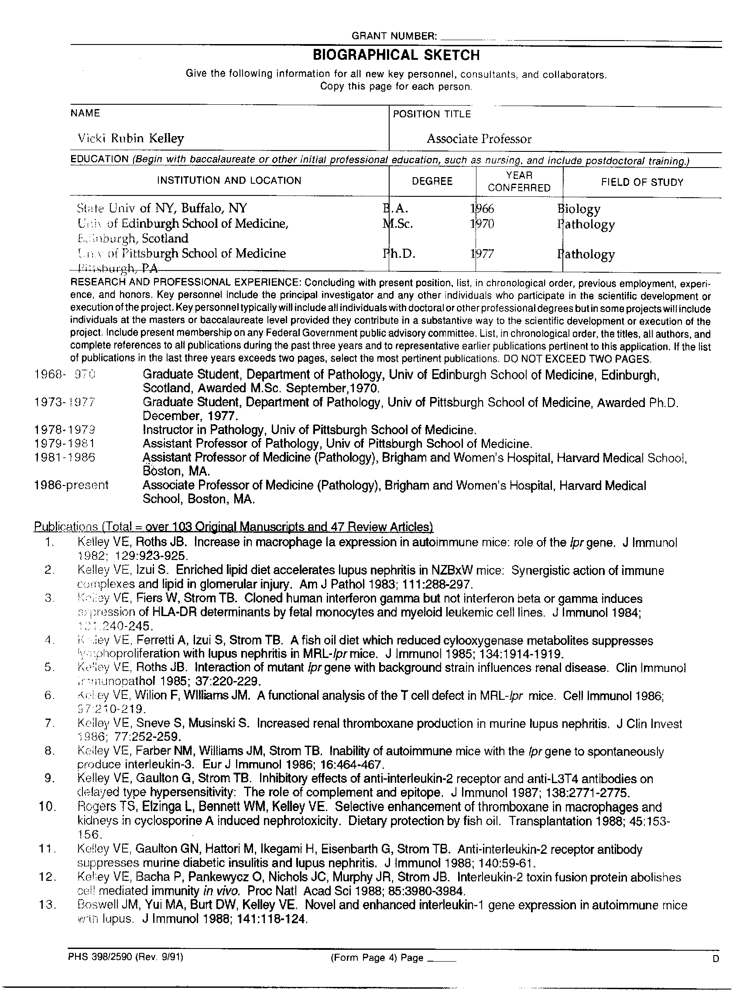 GRANT NUMBER:
BIOGRAPHICAL SKETCH
Give the following information for all new key personnel, consultants, and collaborators.
Copy this page for each person.
NAME
POSITION TITLE
Vicki Rubin Kelley
Associate Professor
EDUCATION (Begin with baccalaureate or other initial professional education, such as nursing, and include postdoctoral training.)
INSTITUTION AND LOCATION DEGREE YEAR CONFERRED FIELD OF STUDY
State Univ of NY, Buffalo, NY B.A. 1966 Biology
Univ of Edinburgh School of Medicine, M.Sc. 1970 Pathology
Edinburgh, Scotland
Univ of Pittsburgh School of Medicine Ph.D. 1977 Pathology
Pittsburgh, PA
RESEARCH AND PROFESSIONAL EXPERIENCE: Concluding with present position, list, in chronological order, previous employment, experi-
ence, and honors. Key personnel include the principal investigator and any other individuals who participate in the scientific development or
execution of the project. Key personnel typically will include all individuals with doctoral or other professional degrees but in some projects will include
individuals at the masters or baccalaureate level provided they contribute in a substantive way to the scientific development or execution of the
project. Include present membership on any Federal Government public advisory committee. List, in chronological order, the titles, all authors, and
complete references to all publications during the past three years and to representative earlier publications pertinent to this application. If the list
of publications in the last three years exceeds two pages, select the most pertinent publications. DO NOT EXCEED TWO PAGES.
1968- 970 Graduate Student, Department of Pathology, Univ of Edinburgh School of Medicine, Edinburgh,
Scotland, Awarded M.Sc. September,1970.
1973-1977 Graduate Student, Department of Pathology, Univ of Pittsburgh School of Medicine, Awarded Ph.D.
December, 1977.
1978-1979 Instructor in Pathology, Univ of Pittsburgh School of Medicine.
1979-1981 Assistant Professor of Pathology, Univ of Pittsburgh School of Medicine.
1981-1986 Assistant Professor of Medicine (Pathology), Brigham and Women's Hospital, Harvard Medical School,
Boston, MA.
1986-present Associate Professor of Medicine (Pathology), Brigham and Women's Hospital, Harvard Medical
School, Boston, MA.
Publications (Total = over 103 Original Manuscripts and 47 Review Articles)
1. Kelley VE, Roths JB. Increase in macrophage Ia expression in autoimmune mice: role of the lpr gene. J Immunol
1982; 129:923-925.
2. Kelley VE, Izui S. Enriched lipid diet accelerates lupus nephritis in NZBxW mice: Synergistic action of immune
complexes and lipid in glomerular injury. Am J Pathol 1983; 111:288-297.
3. Kelley VE, Fiers W, Strom TB. Cloned human interferon gamma but not interferon beta or gamma induces
expression of HLA-DR determinants by fetal monocytes and myeloid leukemic cell lines. J Immunol 1984;
240-245.
4. Kelley VE, Ferretti A, Izui S, Strom TB. A fish oil diet which reduced cylooxygenase metabolites suppresses
lymphoproliferation with lupus nephritis in MRL-lpr mice. J Immunol 1985; 134:1914-1919.
5. Kelley VE, Roths JB. Interaction of mutant lpr gene with background strain influences renal disease. Clin Immunol
Immunopathol 1985; 37:220-229.
6. Kelley VE, Wilion F, Williams JM. A functional analysis of the T cell defect in MRL-lpr mice. Cell Immunol 1986;
97:210-219.
7. Kelley VE, Sneve S, Musinski S. Increased renal thromboxane production in murine lupus nephritis. J Clin Invest
1986; 77:252-259.
8. Kelley VE, Farber NM, Williams JM, Strom TB. Inability of autoimmune mice with the lpr gene to spontaneously
produce interleukin-3. Eur J Immunol 1986; 16:464-467.
9. Kelley VE, Gaulton G, Strom TB. Inhibitory effects of anti-interleukin-2 receptor and anti-L3T4 antibodies on
delayed type hypersensitivity: The role of complement and epitope. J Immunol 1987; 138:2771-2775.
10. Rogers TS, Elzinga L, Bennett WM, Kelley VE. Selective enhancement of thromboxane in macrophages and
kidneys in cyclosporine A induced nephrotoxicity. Dietary protection by fish oil. Transplantation 1988; 45:153-
156.
11. Kelley VE, Gaulton GN, Hattori M, Ikegami H, Eisenbarth G, Strom TB. Anti-interleukin-2 receptor antibody
suppresses murine diabetic insulitis and lupus nephritis. J Immunol 1988; 140:59-61.
12. Kelley VE, Bacha P, Pankewycz O, Nichols JC, Murphy JR, Strom JB. Interleukin-2 toxin fusion protein abolishes
cell mediated immunity in vivo. Proc Natl Acad Sci 1988; 85:3980-3984.
13. Boswell JM, Yui MA, Burt DW, Kelley VE. Novel and enhanced interleukin-1 gene expression in autoimmune mice
with lupus. J Immunol 1988; 141:118-124.
PHS 398/2590 (Rev. 9/91) (Form Page 4) Page D